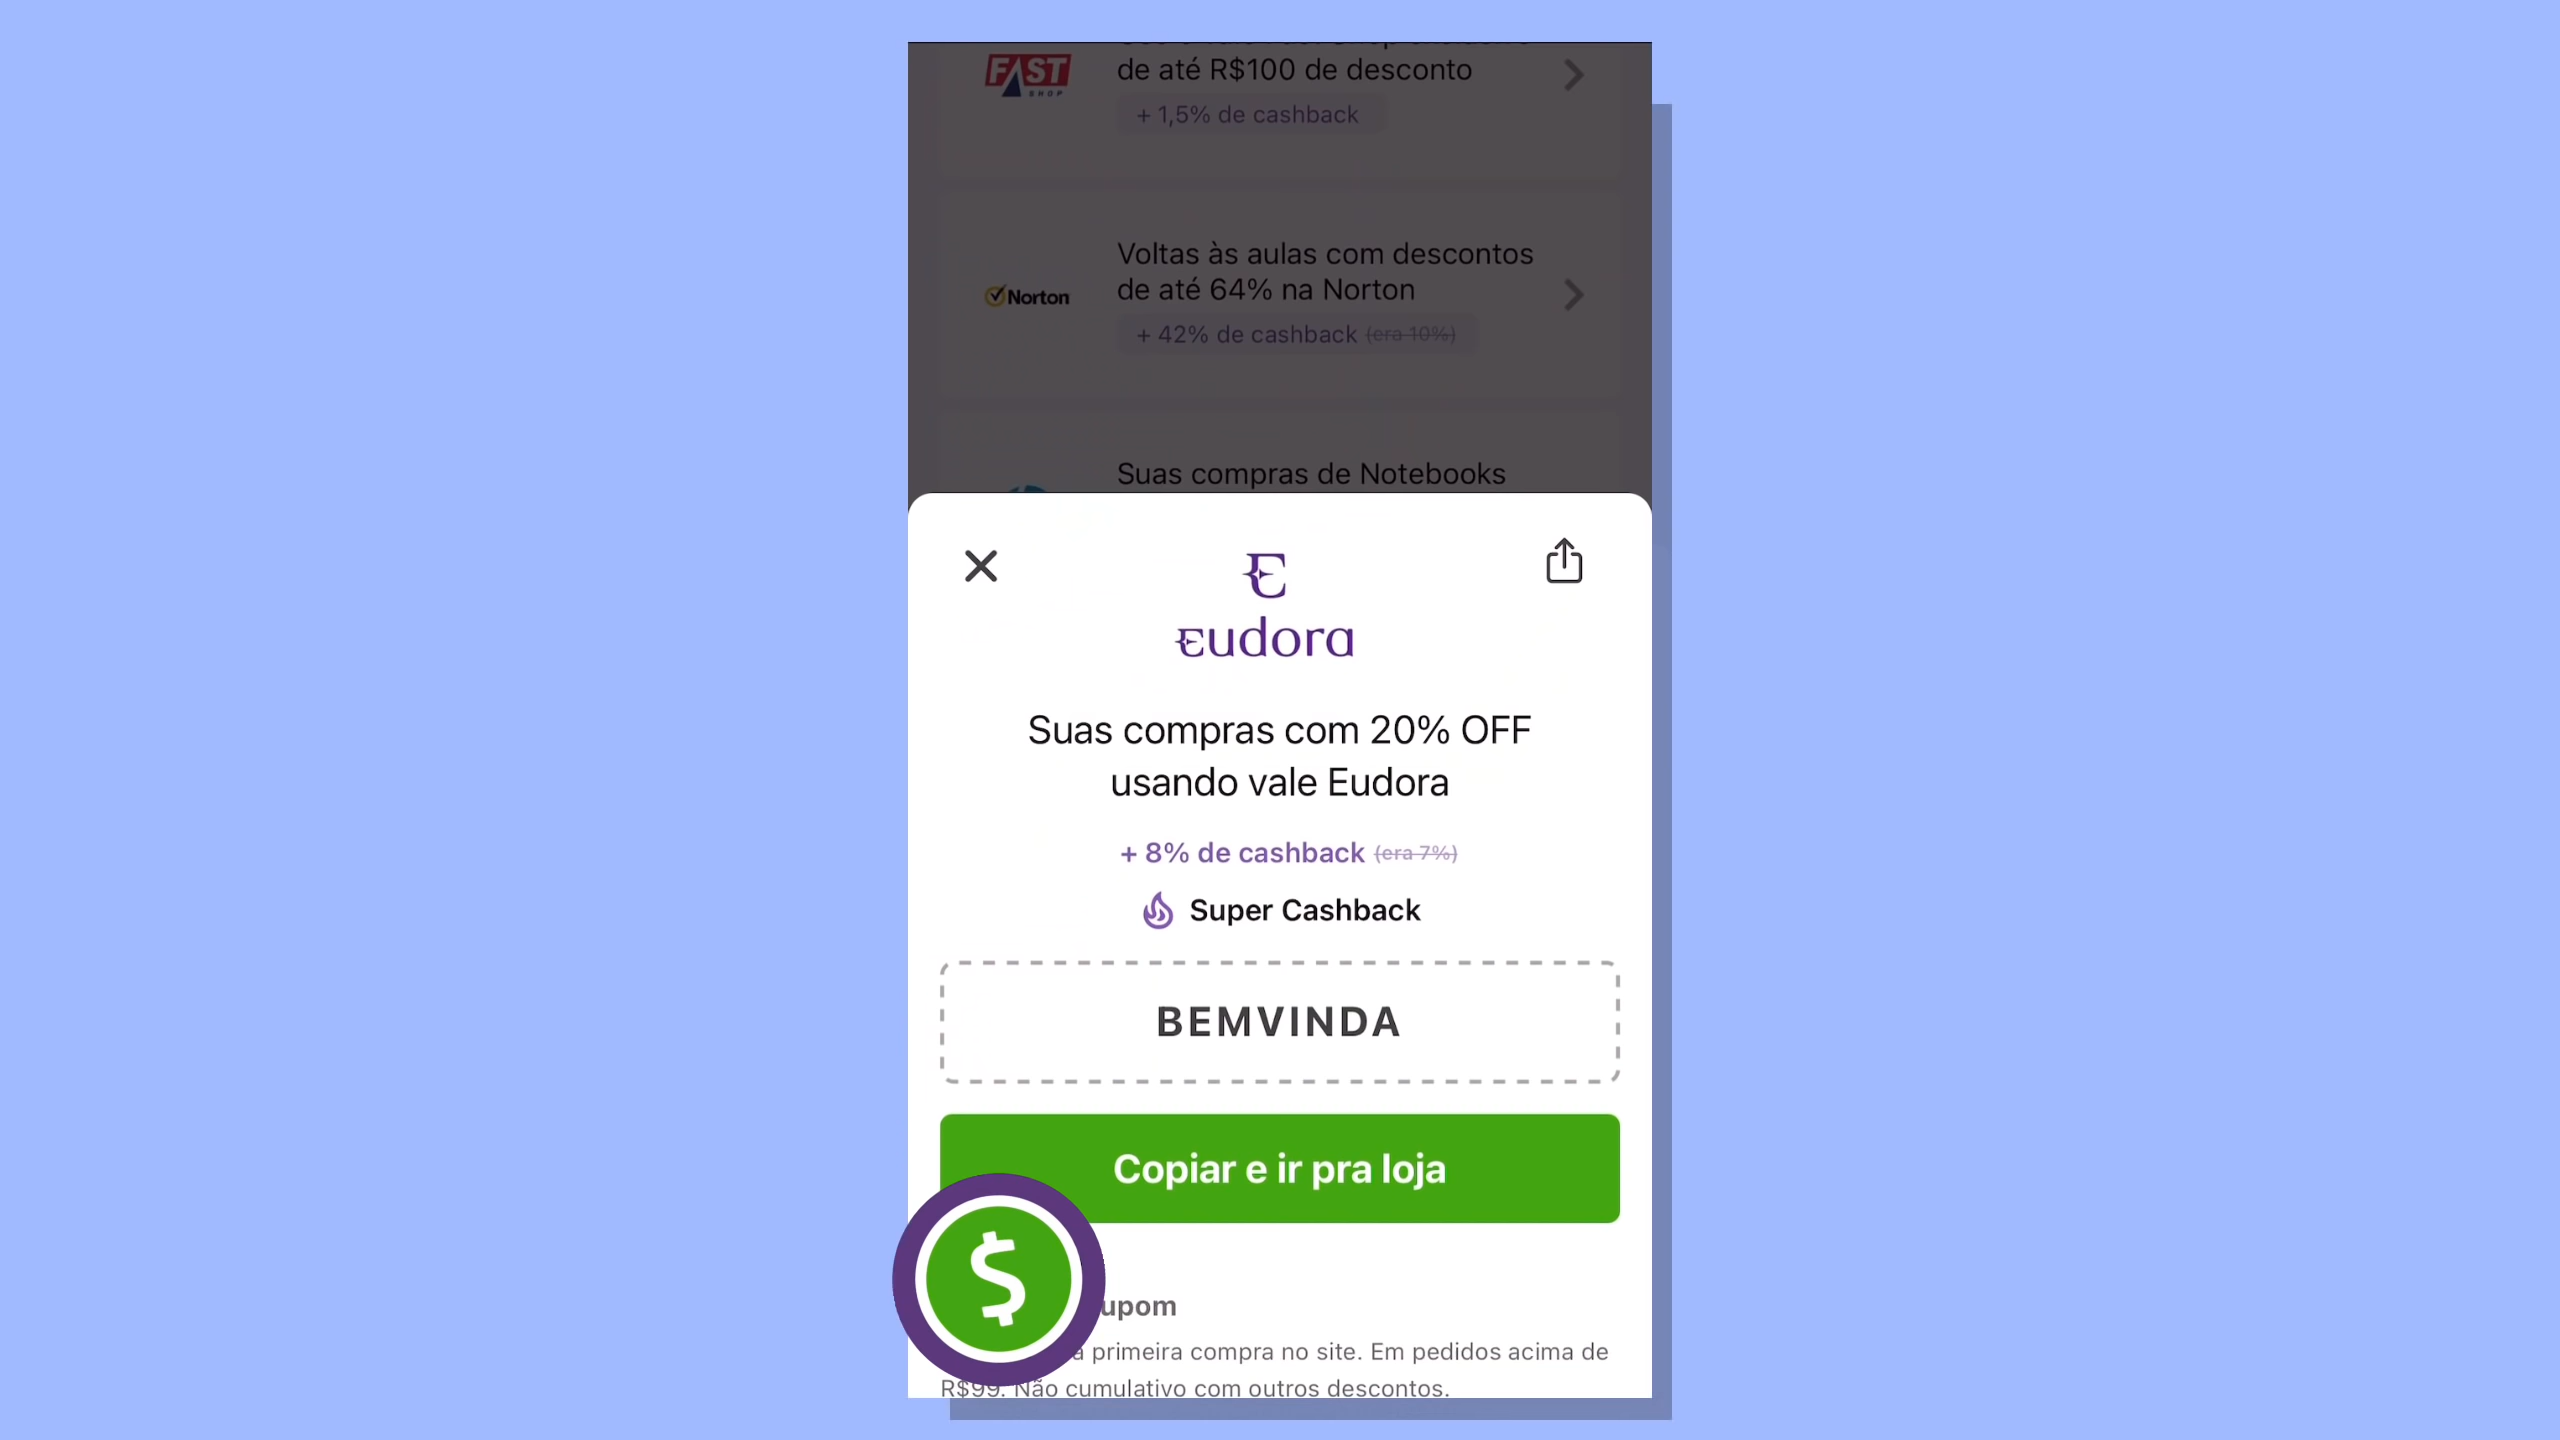 FAST
SHOP
de até R$100 de desconto
+ 1,5% de cashback
Norton
Voltas às aulas com descontos
de até 64% na Norton
+ 42% de cashback (era 10%)
Suas compras de Notebooks
E
eudora
Suas compras com 20% OFF
usando vale Eudora
+ 8% de cashback (era 7%)
Super Cashback
BEMVINDA
Copiar e ir pra loja
$
upom
a primeira compra no site. Em pedidos acima de
R$99. Não cumulativo com outros descontos.